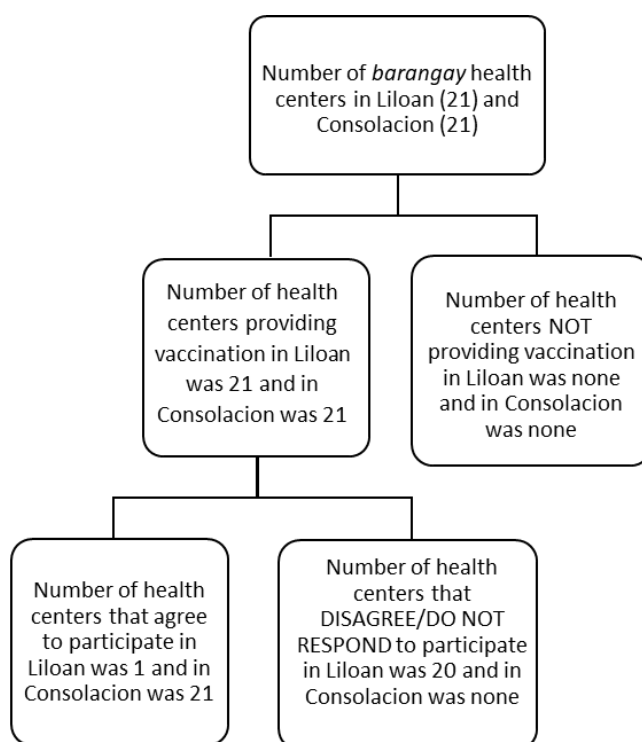 Number of barangay health
centers in Liloan (21) and
Consolacion (21)
Number of health
centers providing
vaccination in Liloan
was 21 and in
Consolacion was 21
Number of health
centers NOT
providing vaccination
in Liloan was none
and in Consolacion
was none
Number of health
centers that agree
to participate in
Liloan was 1 and in
Consolacion was 21
Number of health
centers that
DISAGREE/DO NOT
RESPOND to participate
in Liloan was 20 and in
Consolacion was none